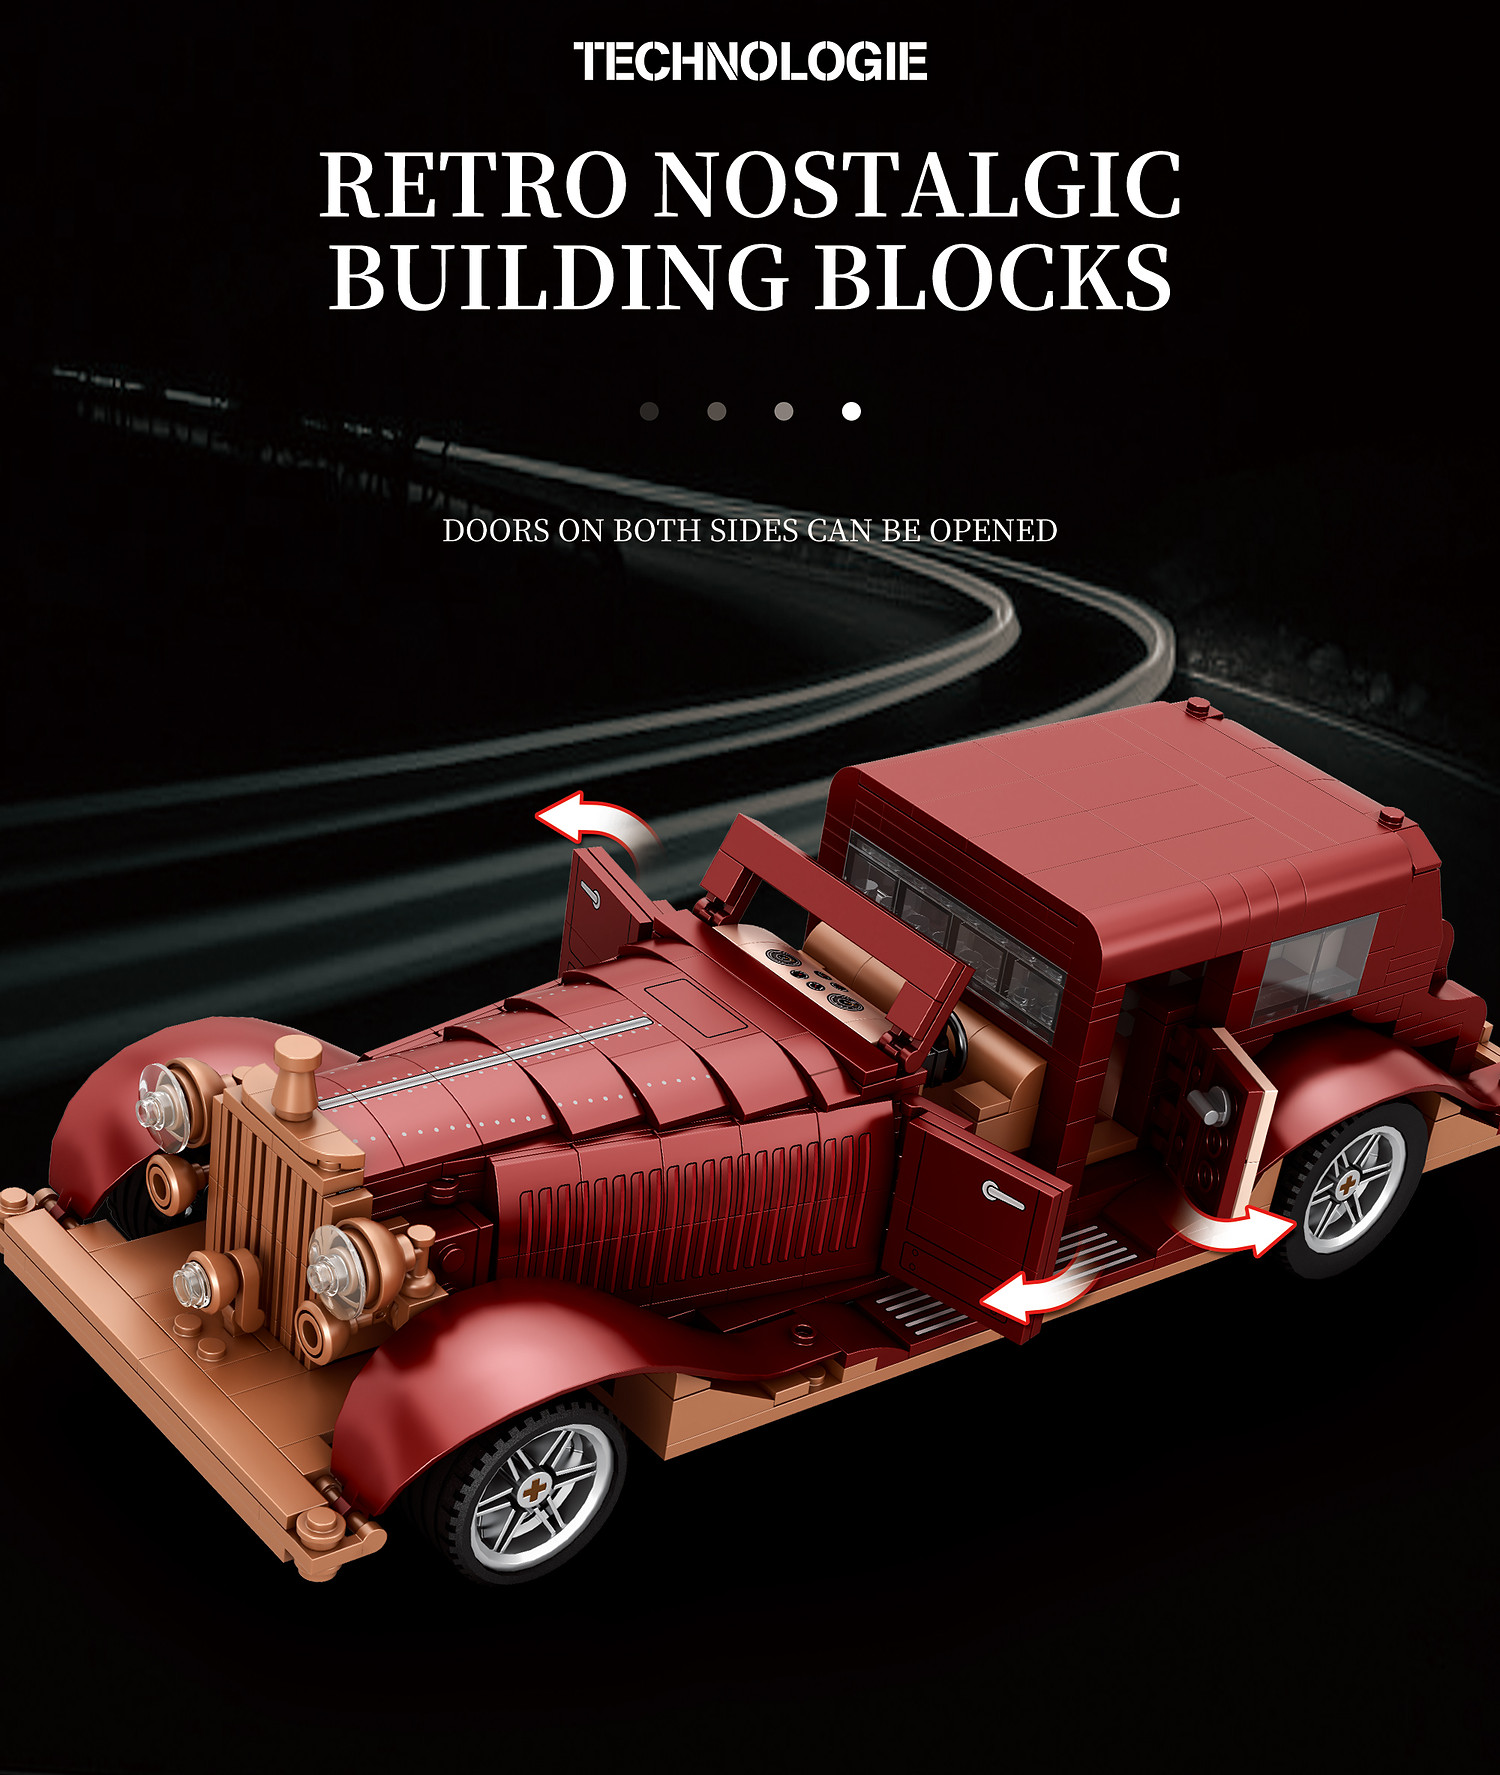 TECHNOLOGIE
RETRO NOSTALGIC
BUILDING BLOCKS
DOORS ON BOTH SIDES CAN BE OPENED